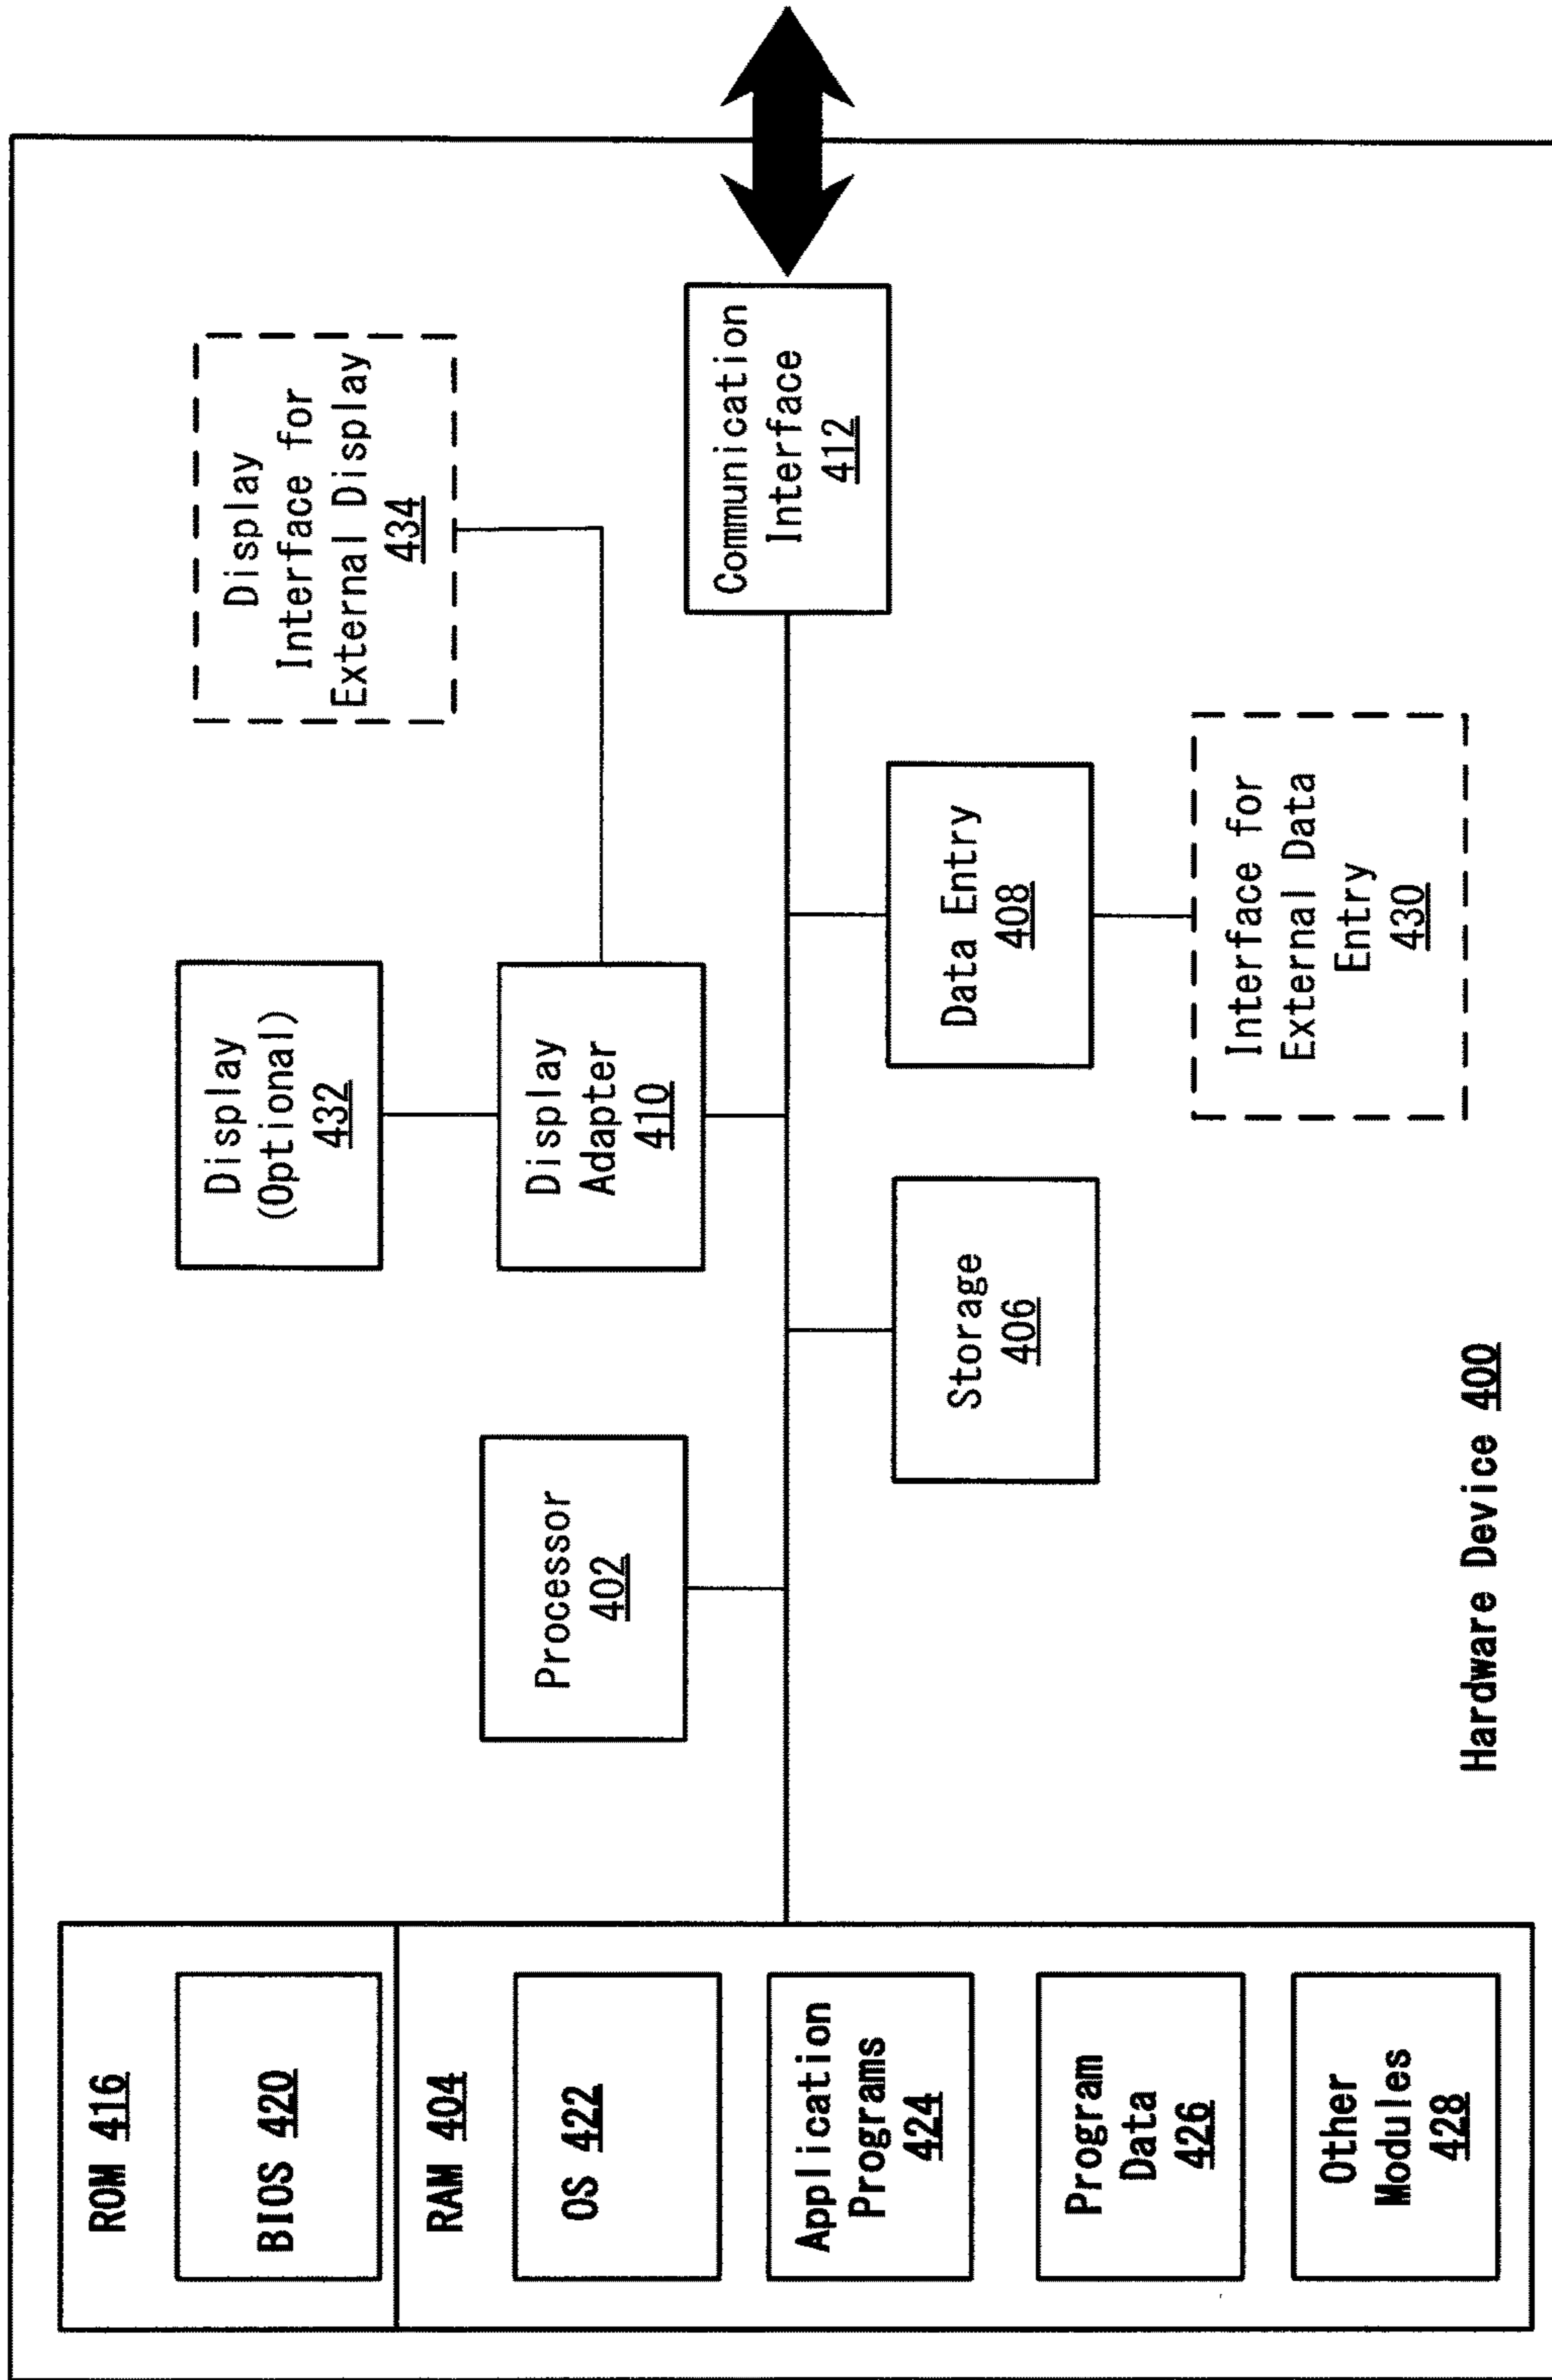 ROM 416
BIOS 420
RAM 404
OS 422
Application
Programs
424
Program
Data
426
Other
Modules
428
Processor
402
Display
(Optional)
432
Display
Adapter
410
Storage
406
Display
Interface for
External Display
434
Communication
Interface
412
Data Entry
408
Interface for
External Data
Entry
430
Hardware Device 400